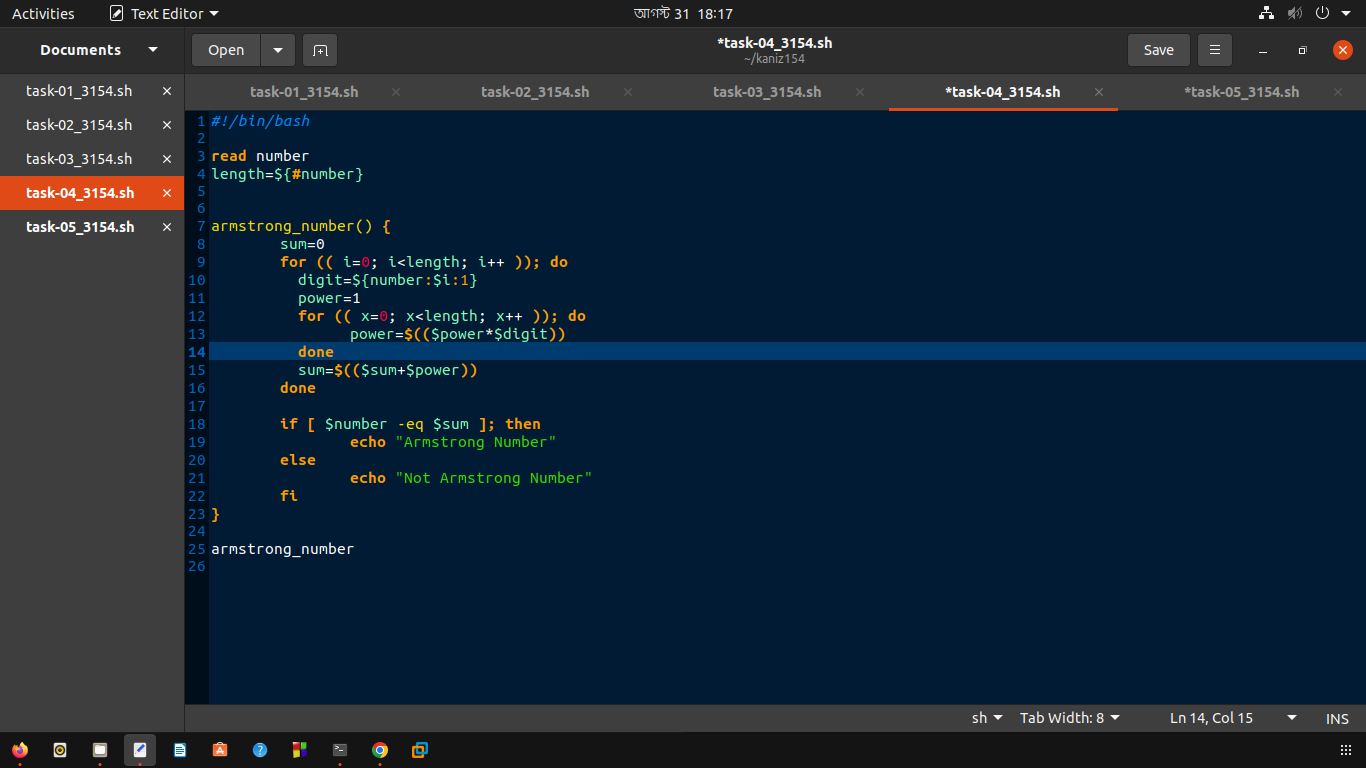 Activities
Text Editor
আগস্ট 31 18:17
Documents
Open
*task-04_3154.sh
~/kaniz154
Save
task-01_3154.sh
task-02_3154.sh
task-03_3154.sh
task-04_3154.sh
task-05_3154.sh
task-01_3154.sh
task-02_3154.sh
task-03_3154.sh
*task-04_3154.sh
*task-05_3154.sh
1 #!/bin/bash
2
3 read number
4 length=${#number}
5
6
7 armstrong_number() {
8 sum=0
9 for (( i=0; i<length; i++ )); do
10 digit=${number:$i:1}
11 power=1
12 for (( x=0; x<length; x++ )); do
13 power=$(($power*$digit))
14 done
15 sum=$(($sum+$power))
16 done
17
18 if [ $number -eq $sum ]; then
19 echo "Armstrong Number"
20 else
21 echo "Not Armstrong Number"
22 fi
23 }
24
25 armstrong_number
26
sh
Tab Width: 8
Ln 14, Col 15
INS